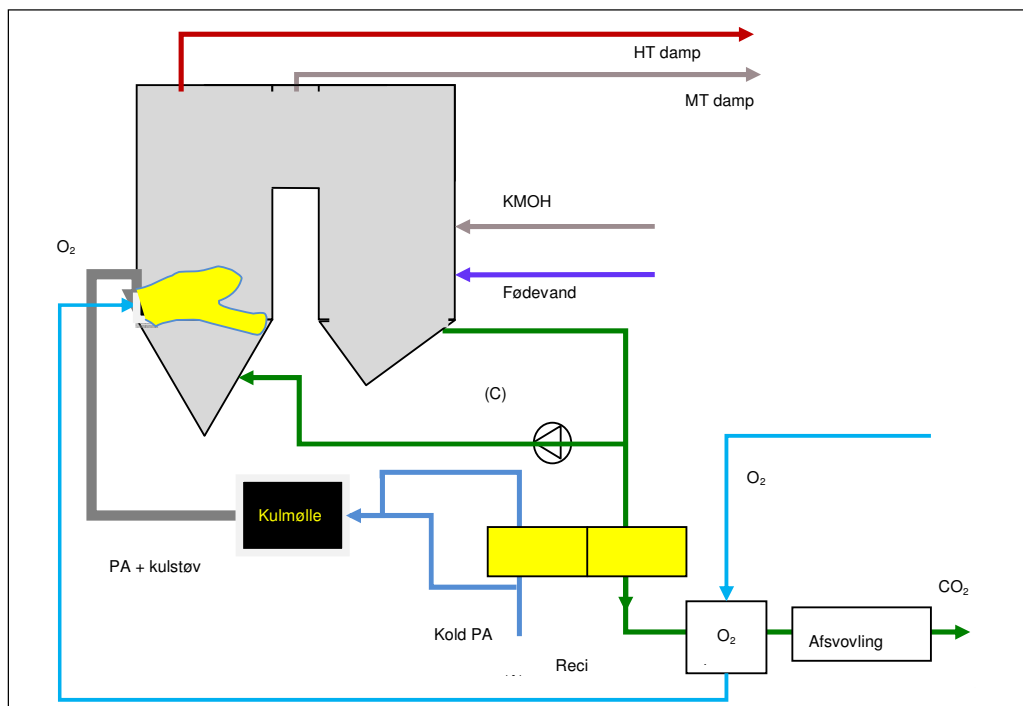 HT damp
MT damp
KMOH
O₂
Fødevand
(C)
O₂
Kulmølle
PA + kulstøv
CO₂
Kold PA
O₂
Afsvovling
Reci